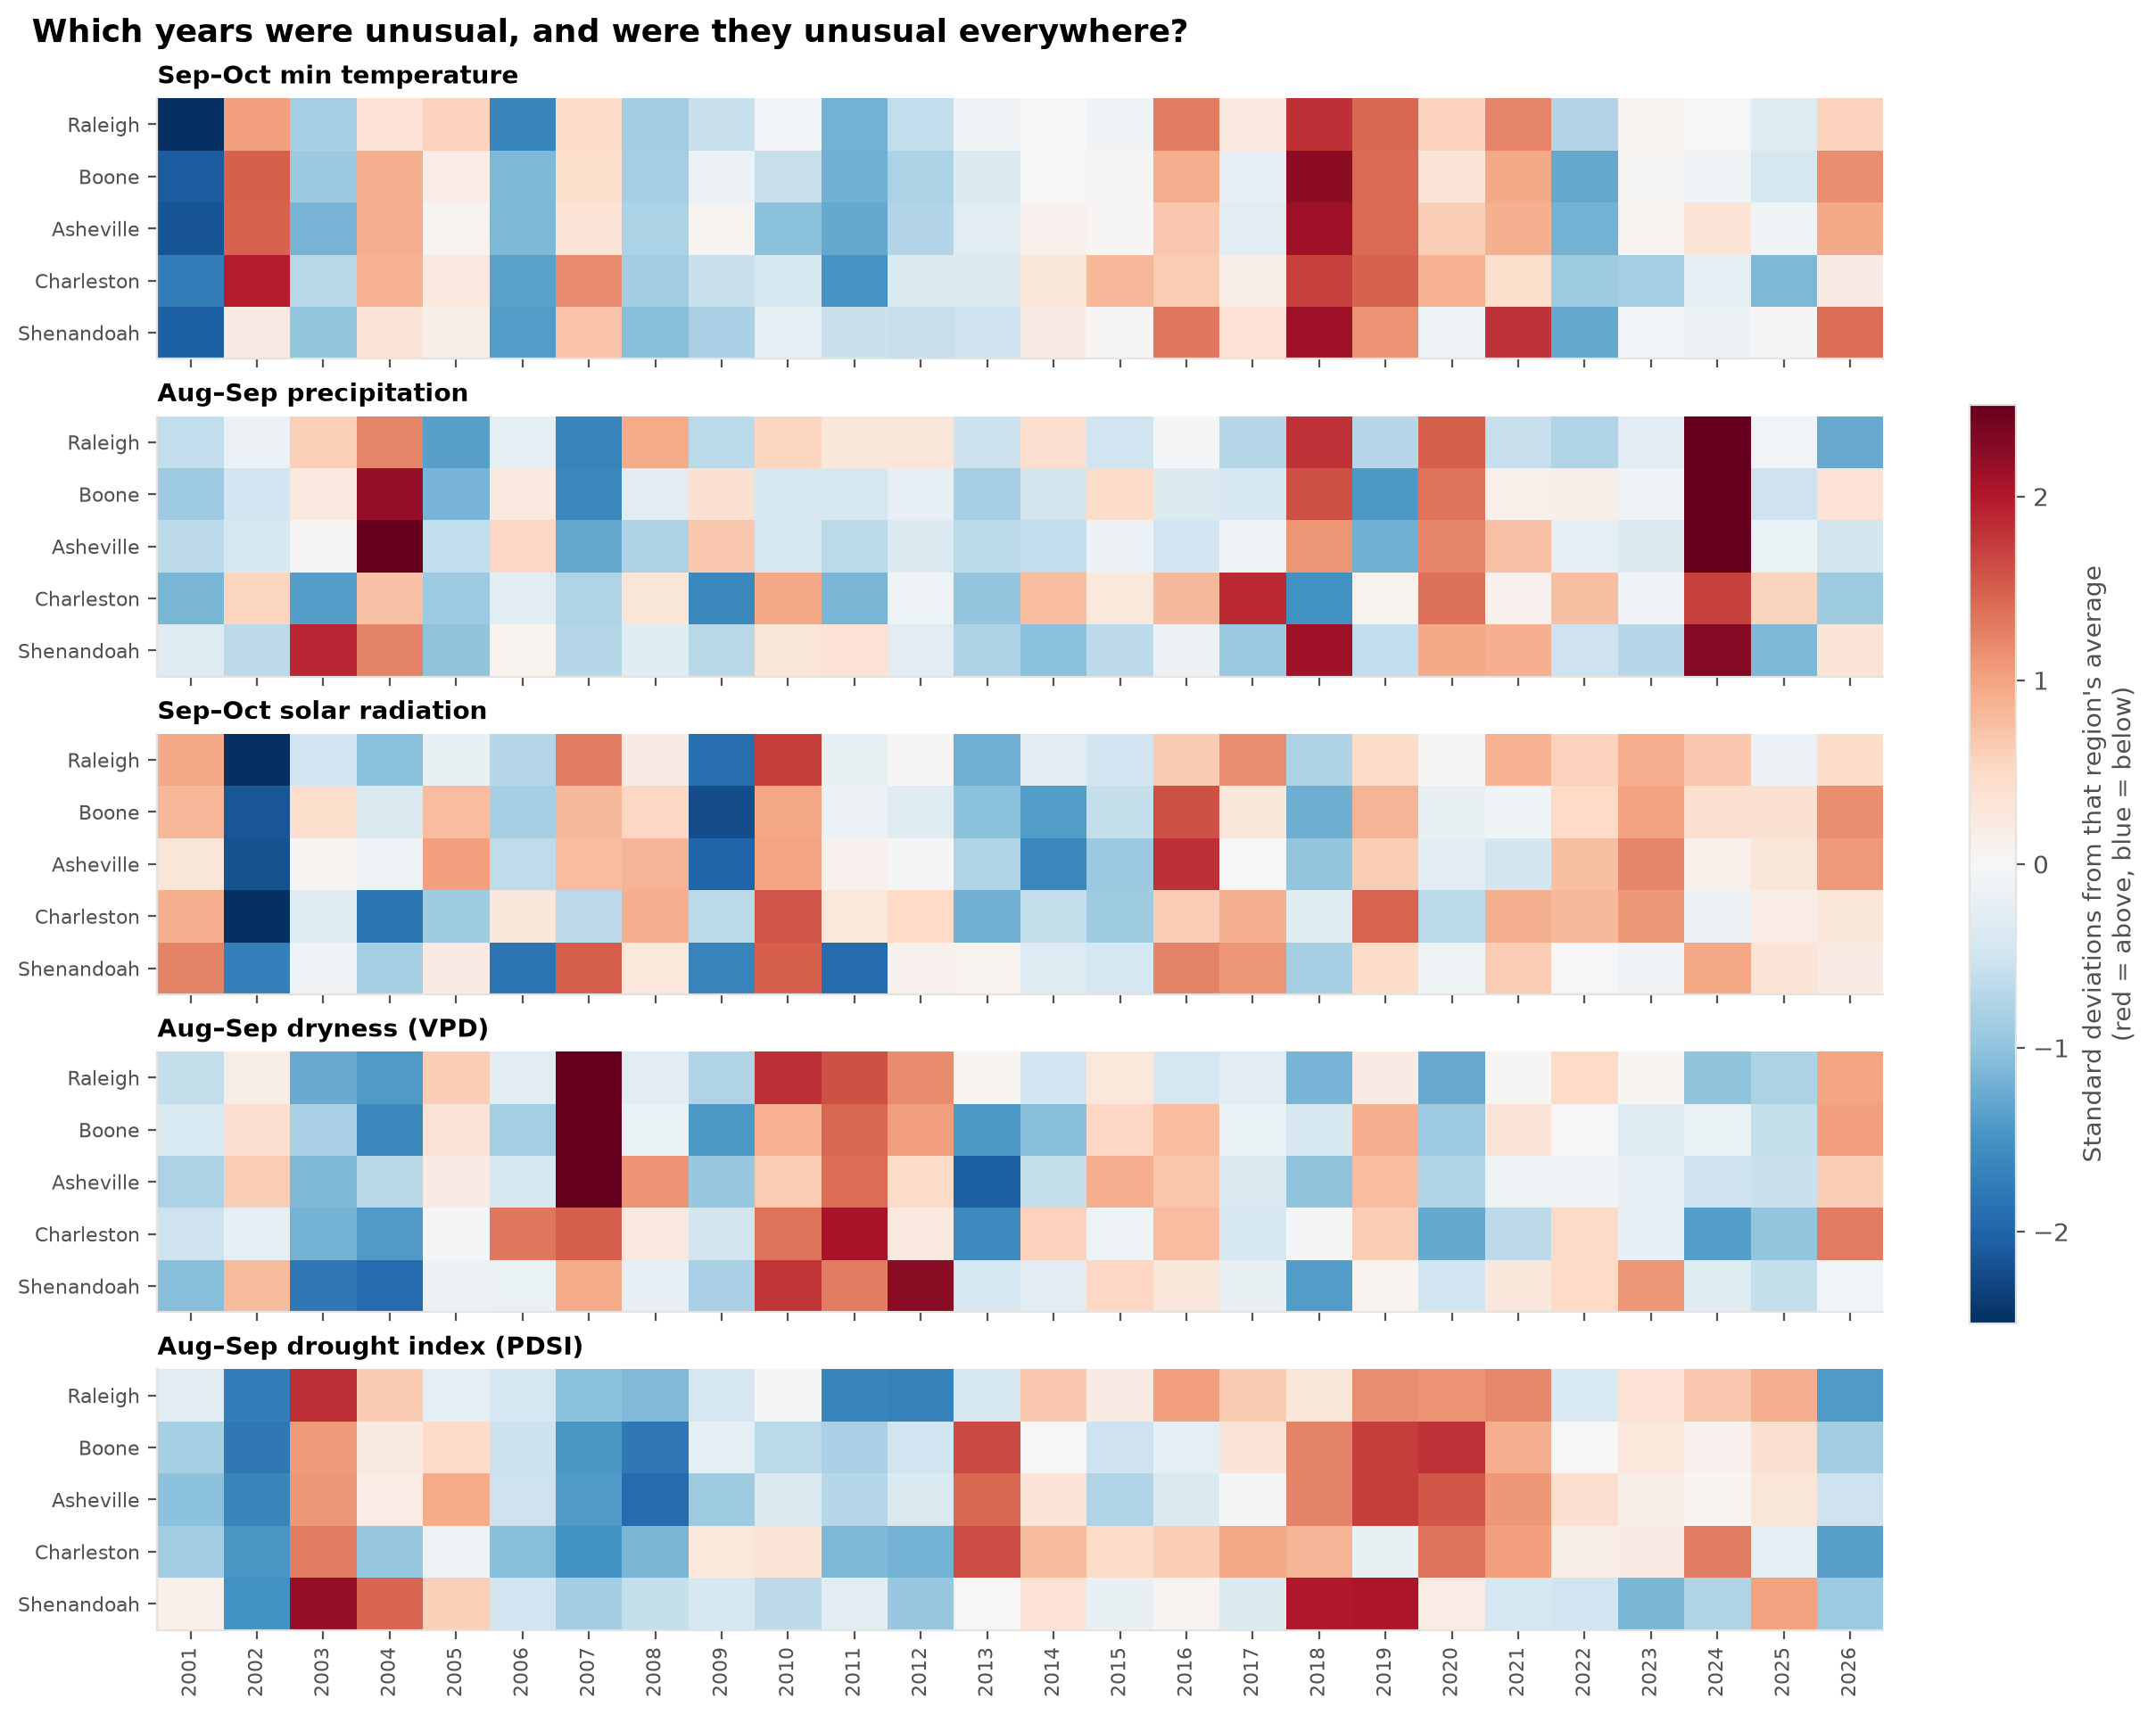 Which years were unusual, and were they unusual everywhere?
Sep–Oct min temperature
Raleigh
Boone
Asheville
Charleston
Shenandoah
Aug–Sep precipitation
Raleigh
Boone
Asheville
Charleston
Shenandoah
Sep–Oct solar radiation
Raleigh
Boone
Asheville
Charleston
Shenandoah
Aug–Sep dryness (VPD)
Raleigh
Boone
Asheville
Charleston
Shenandoah
Aug–Sep drought index (PDSI)
Raleigh
Boone
Asheville
Charleston
Shenandoah
2001 2002 2003 2004 2005 2006 2007 2008 2009 2010 2011 2012 2013 2014 2015 2016 2017 2018 2019 2020 2021 2022 2023 2024 2025 2026
2
1
0
−1
−2
Standard deviations from that region's average
(red = above, blue = below)